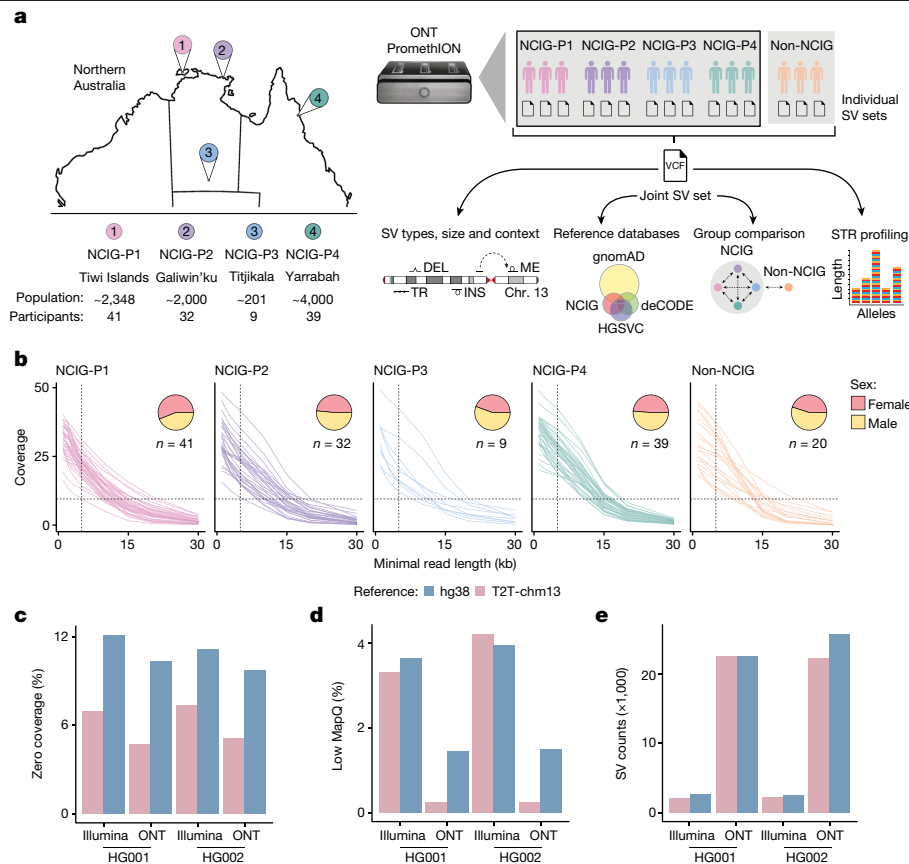 a
ONT
PromethION
NCIG-P1 NCIG-P2 NCIG-P3 NCIG-P4 Non-NCIG
Individual
SV sets
VCF
Joint SV set
Northern
Australia
1
2
3
4
1 2 3 4
NCIG-P1 NCIG-P2 NCIG-P3 NCIG-P4
Tiwi Islands Galiwin'ku Titjikala Yarrabah
Population: ~2,348 ~2,000 ~201 ~4,000
Participants: 41 32 9 39
SV types, size and context
DEL ME
TR INS Chr. 13
Reference databases
gnomAD
NCIG deCODE
HGSVC
Group comparison
NCIG
Non-NCIG
STR profiling
Length
Alleles
b
NCIG-P1 NCIG-P2 NCIG-P3 NCIG-P4 Non-NCIG
Sex:
Female
Male
n = 41 n = 32 n = 9 n = 39 n = 20
Coverage
50
25
0
0 15 30 0 15 30 0 15 30 0 15 30 0 15 30
Minimal read length (kb)
Reference: hg38 T2T-chm13
c
Zero coverage (%)
12
6
0
Illumina ONT Illumina ONT
HG001 HG002
d
Low MapQ (%)
4
2
0
Illumina ONT Illumina ONT
HG001 HG002
e
SV counts (×1,000)
20
10
0
Illumina ONT Illumina ONT
HG001 HG002